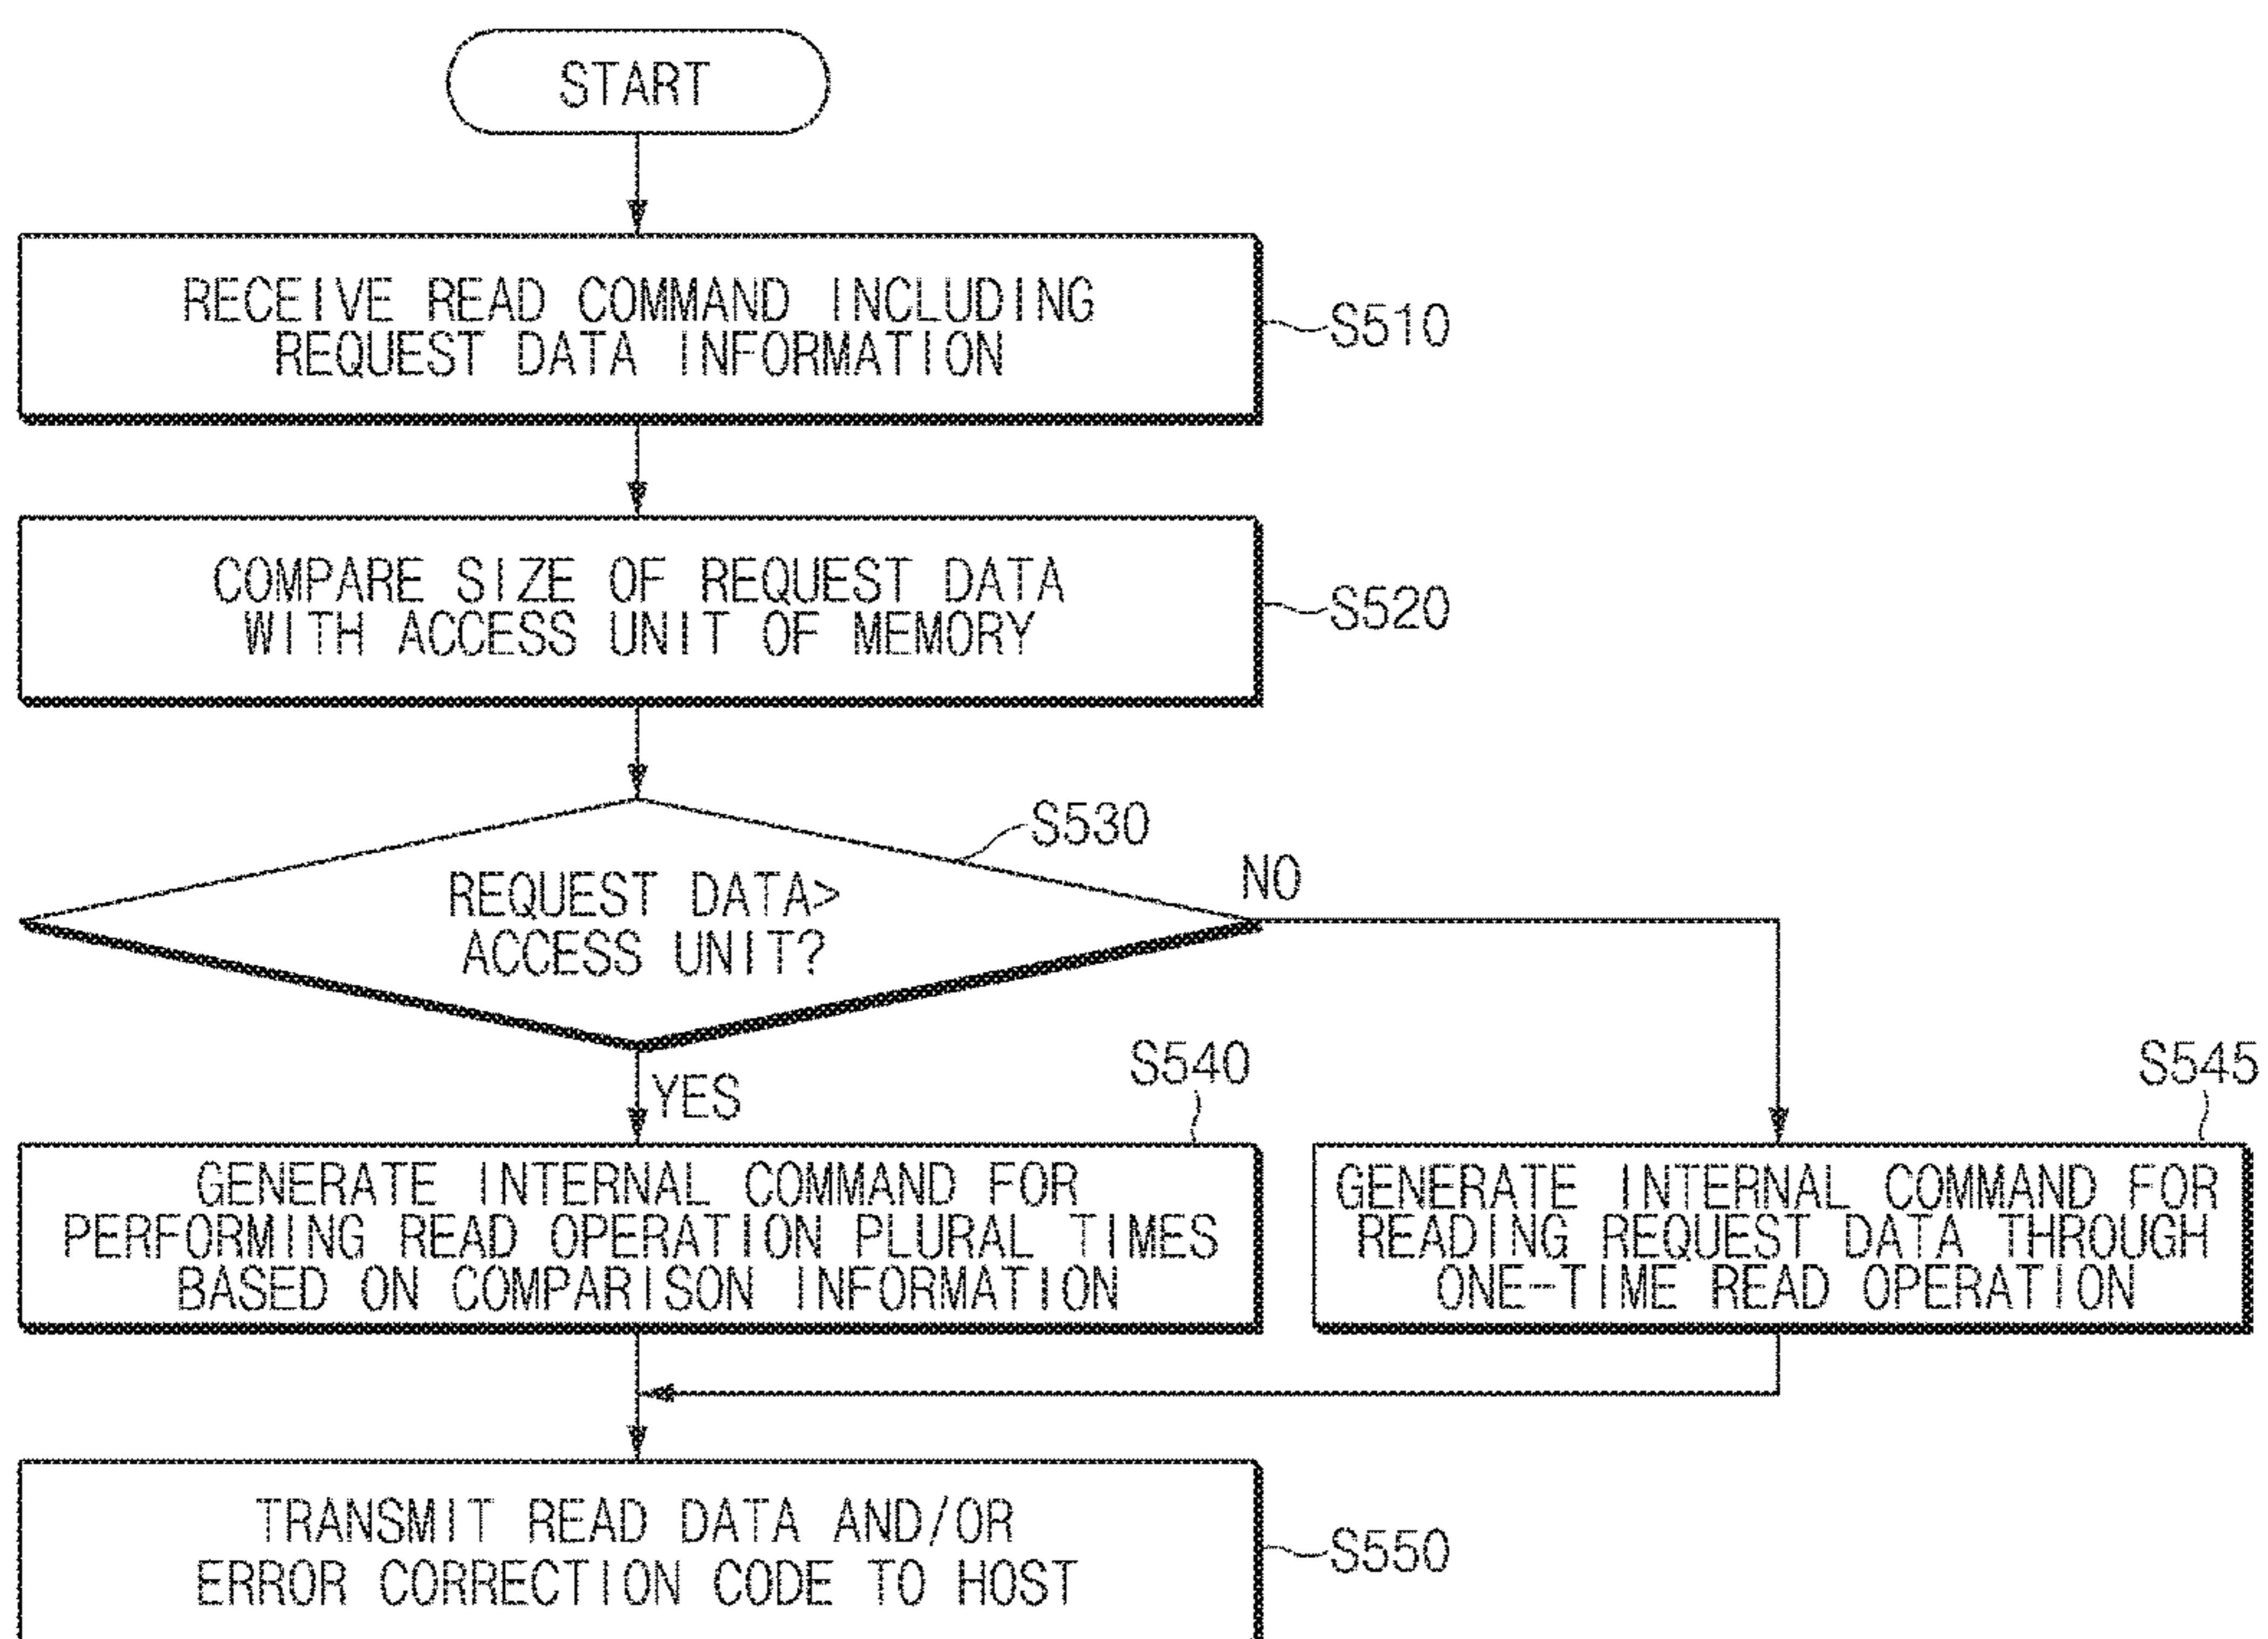 START
RECEIVE READ COMMAND INCLUDING
REQUEST DATA INFORMATION
S510
COMPARE SIZE OF REQUEST DATA
WITH ACCESS UNIT OF MEMORY
S520
S530
REQUEST DATA>
ACCESS UNIT?
NO
YES
S540
GENERATE INTERNAL COMMAND FOR
PERFORMING READ OPERATION PLURAL TIMES
BASED ON COMPARISON INFORMATION
S545
GENERATE INTERNAL COMMAND FOR
READING REQUEST DATA THROUGH
ONE-TIME READ OPERATION
TRANSMIT READ DATA AND/OR
ERROR CORRECTION CODE TO HOST
S550